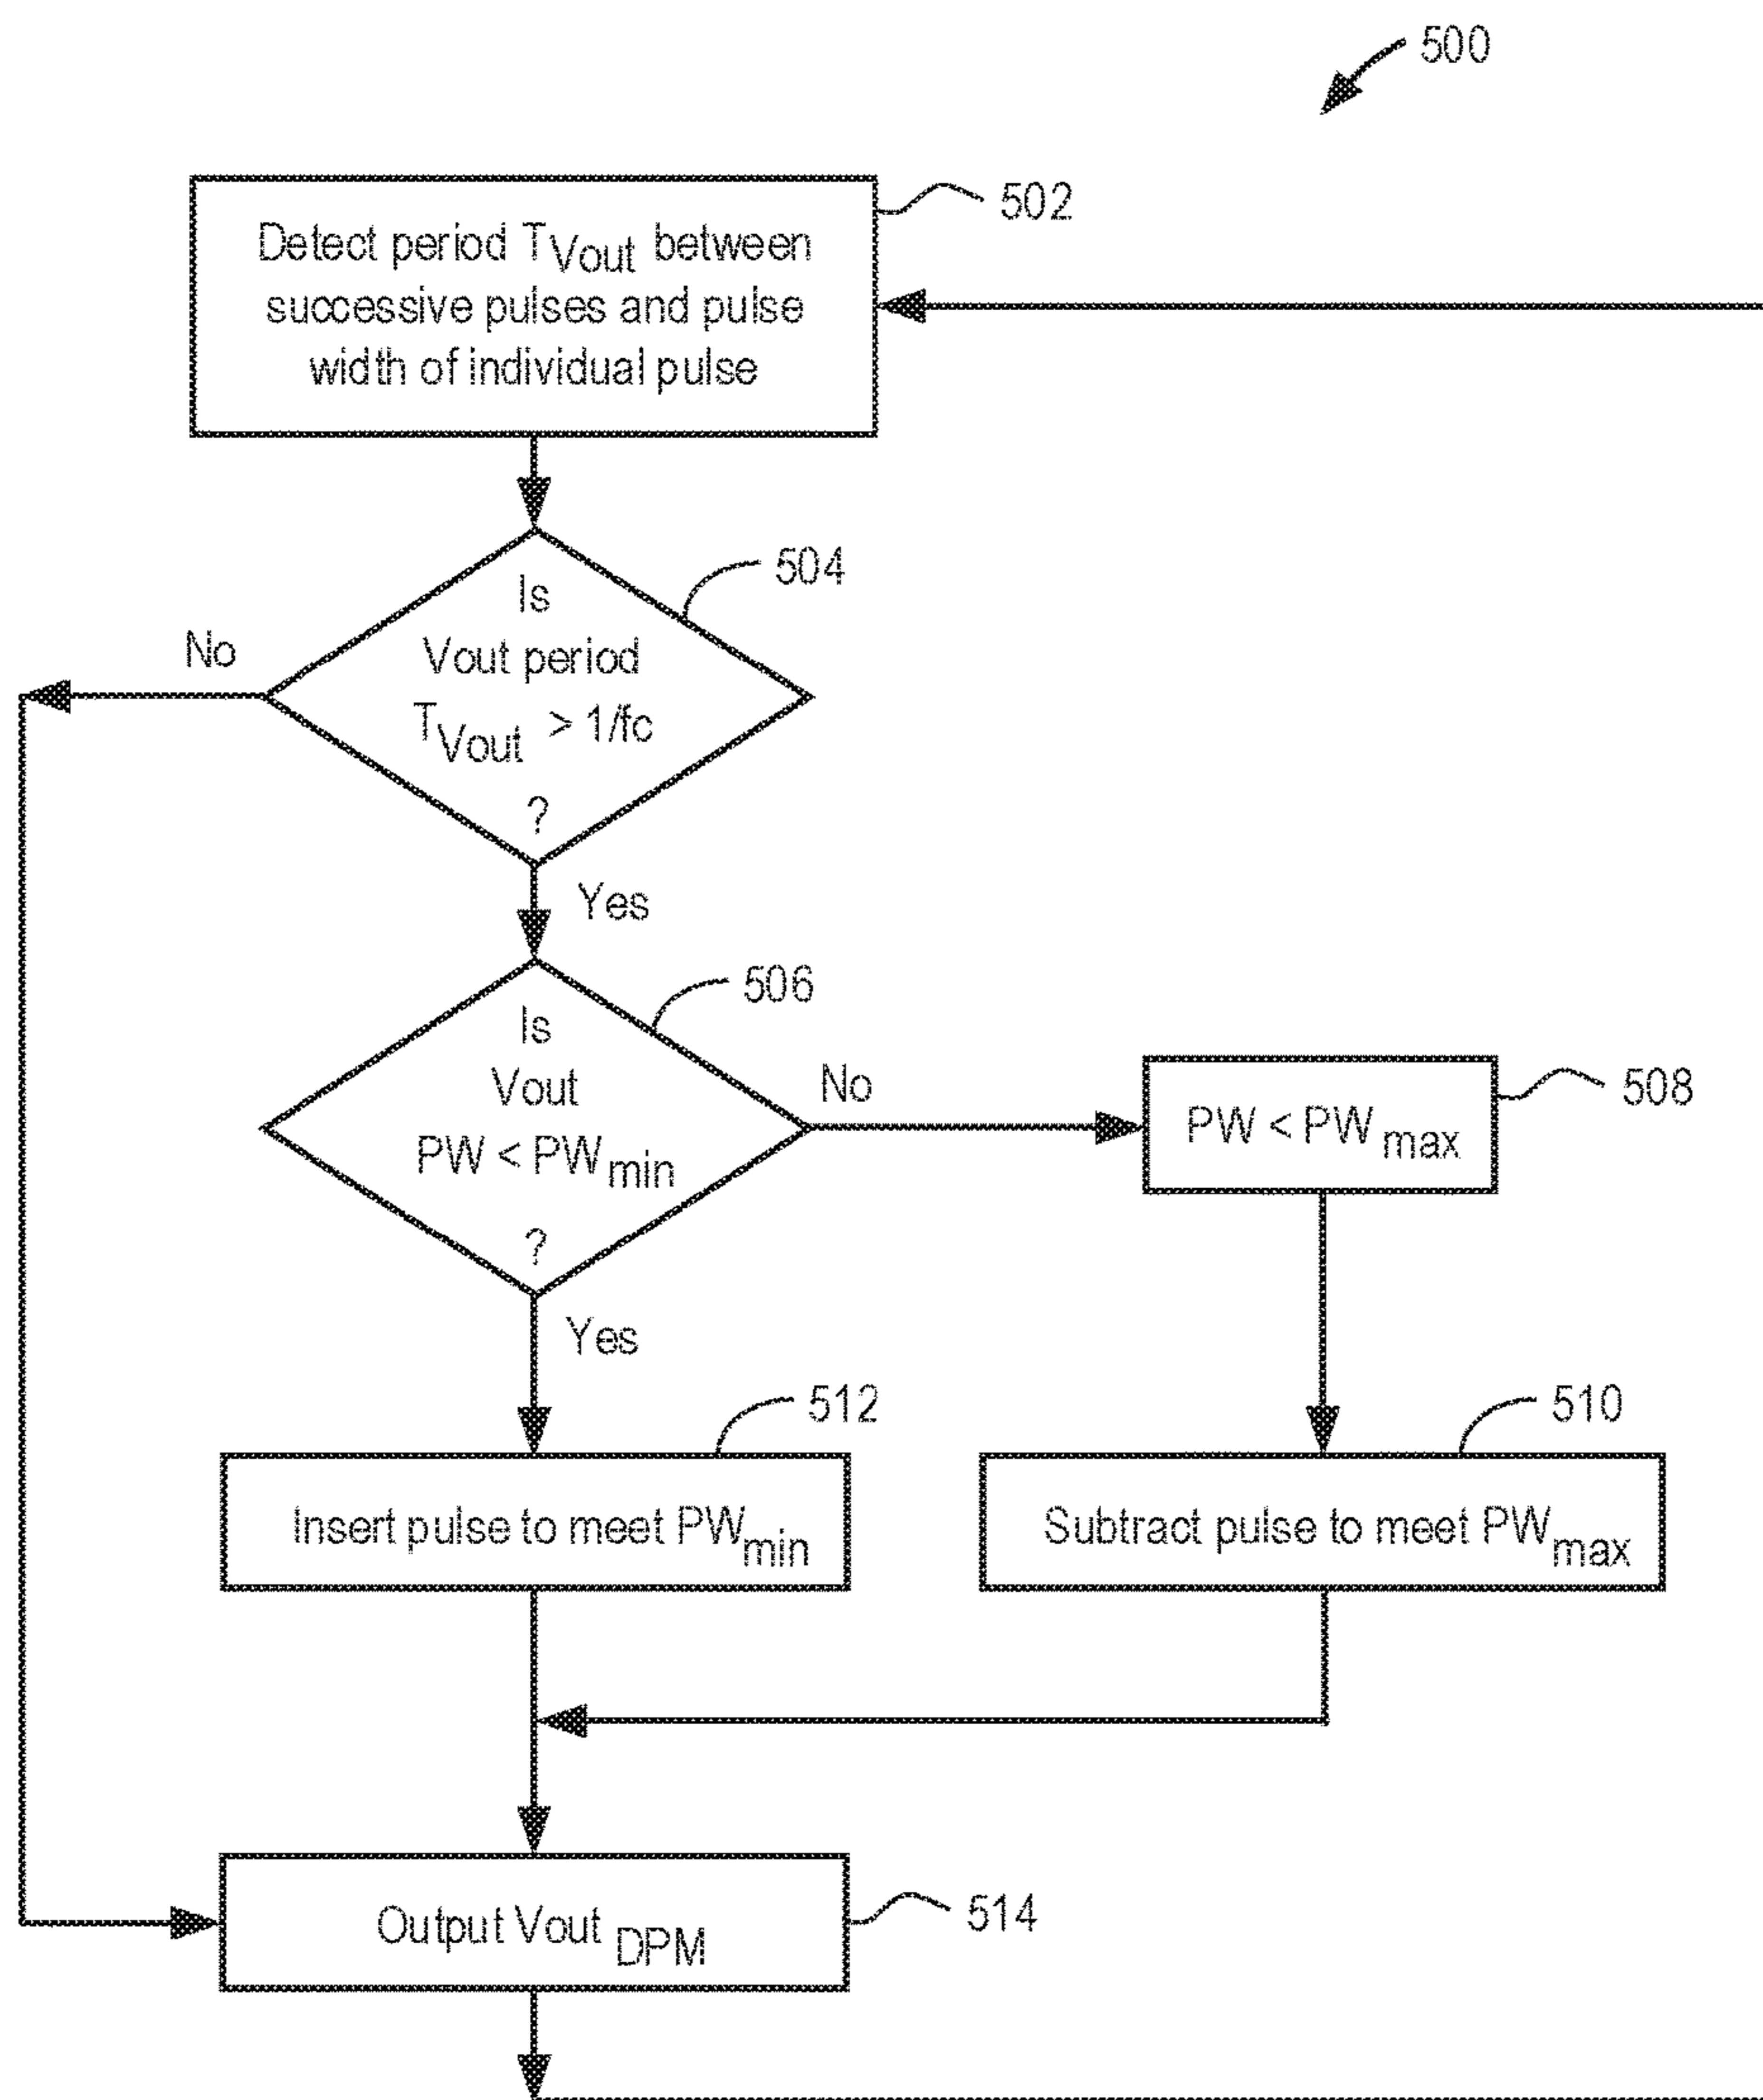 500
502
Detect period TVout between
successive pulses and pulse
width of individual pulse
504
Is
Vout period
TVout > 1/fc
?
No
Yes
506
Is
Vout
PW < PWmin
?
No
508
PW < PW max
Yes
512
Insert pulse to meet PWmin
510
Subtract pulse to meet PWmax
514
Output Vout DPM